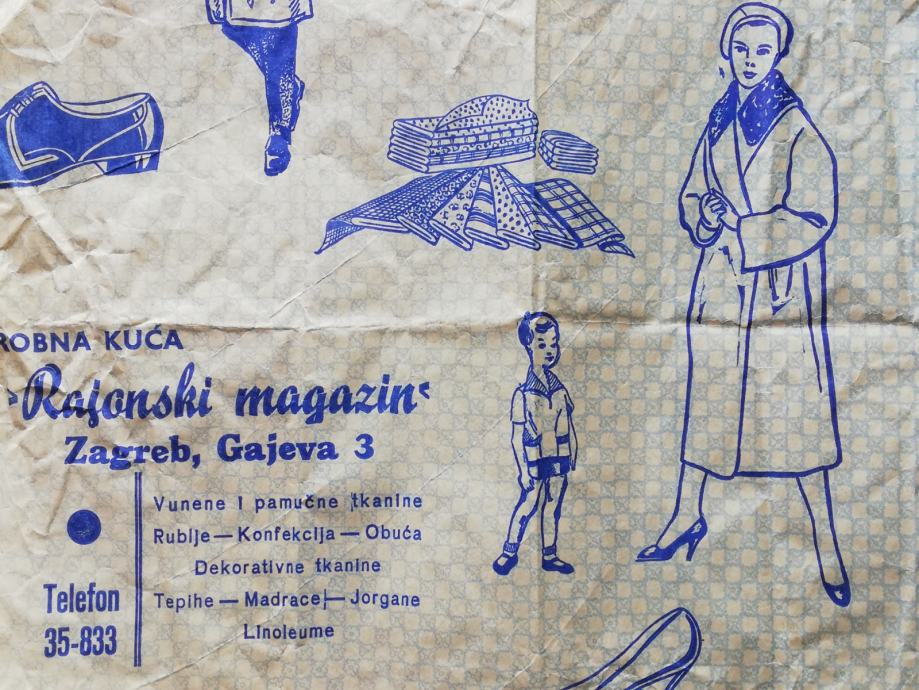 ROBNA KUĆA
›Rajonski magazin‹
Zagreb, Gajeva 3
Telefon
35-833
Vunene i pamučne tkanine
Rublje — Konfekcija — Obuća
Dekorativne tkanine
Tepihe — Madrace — Jorgane
Linoleume